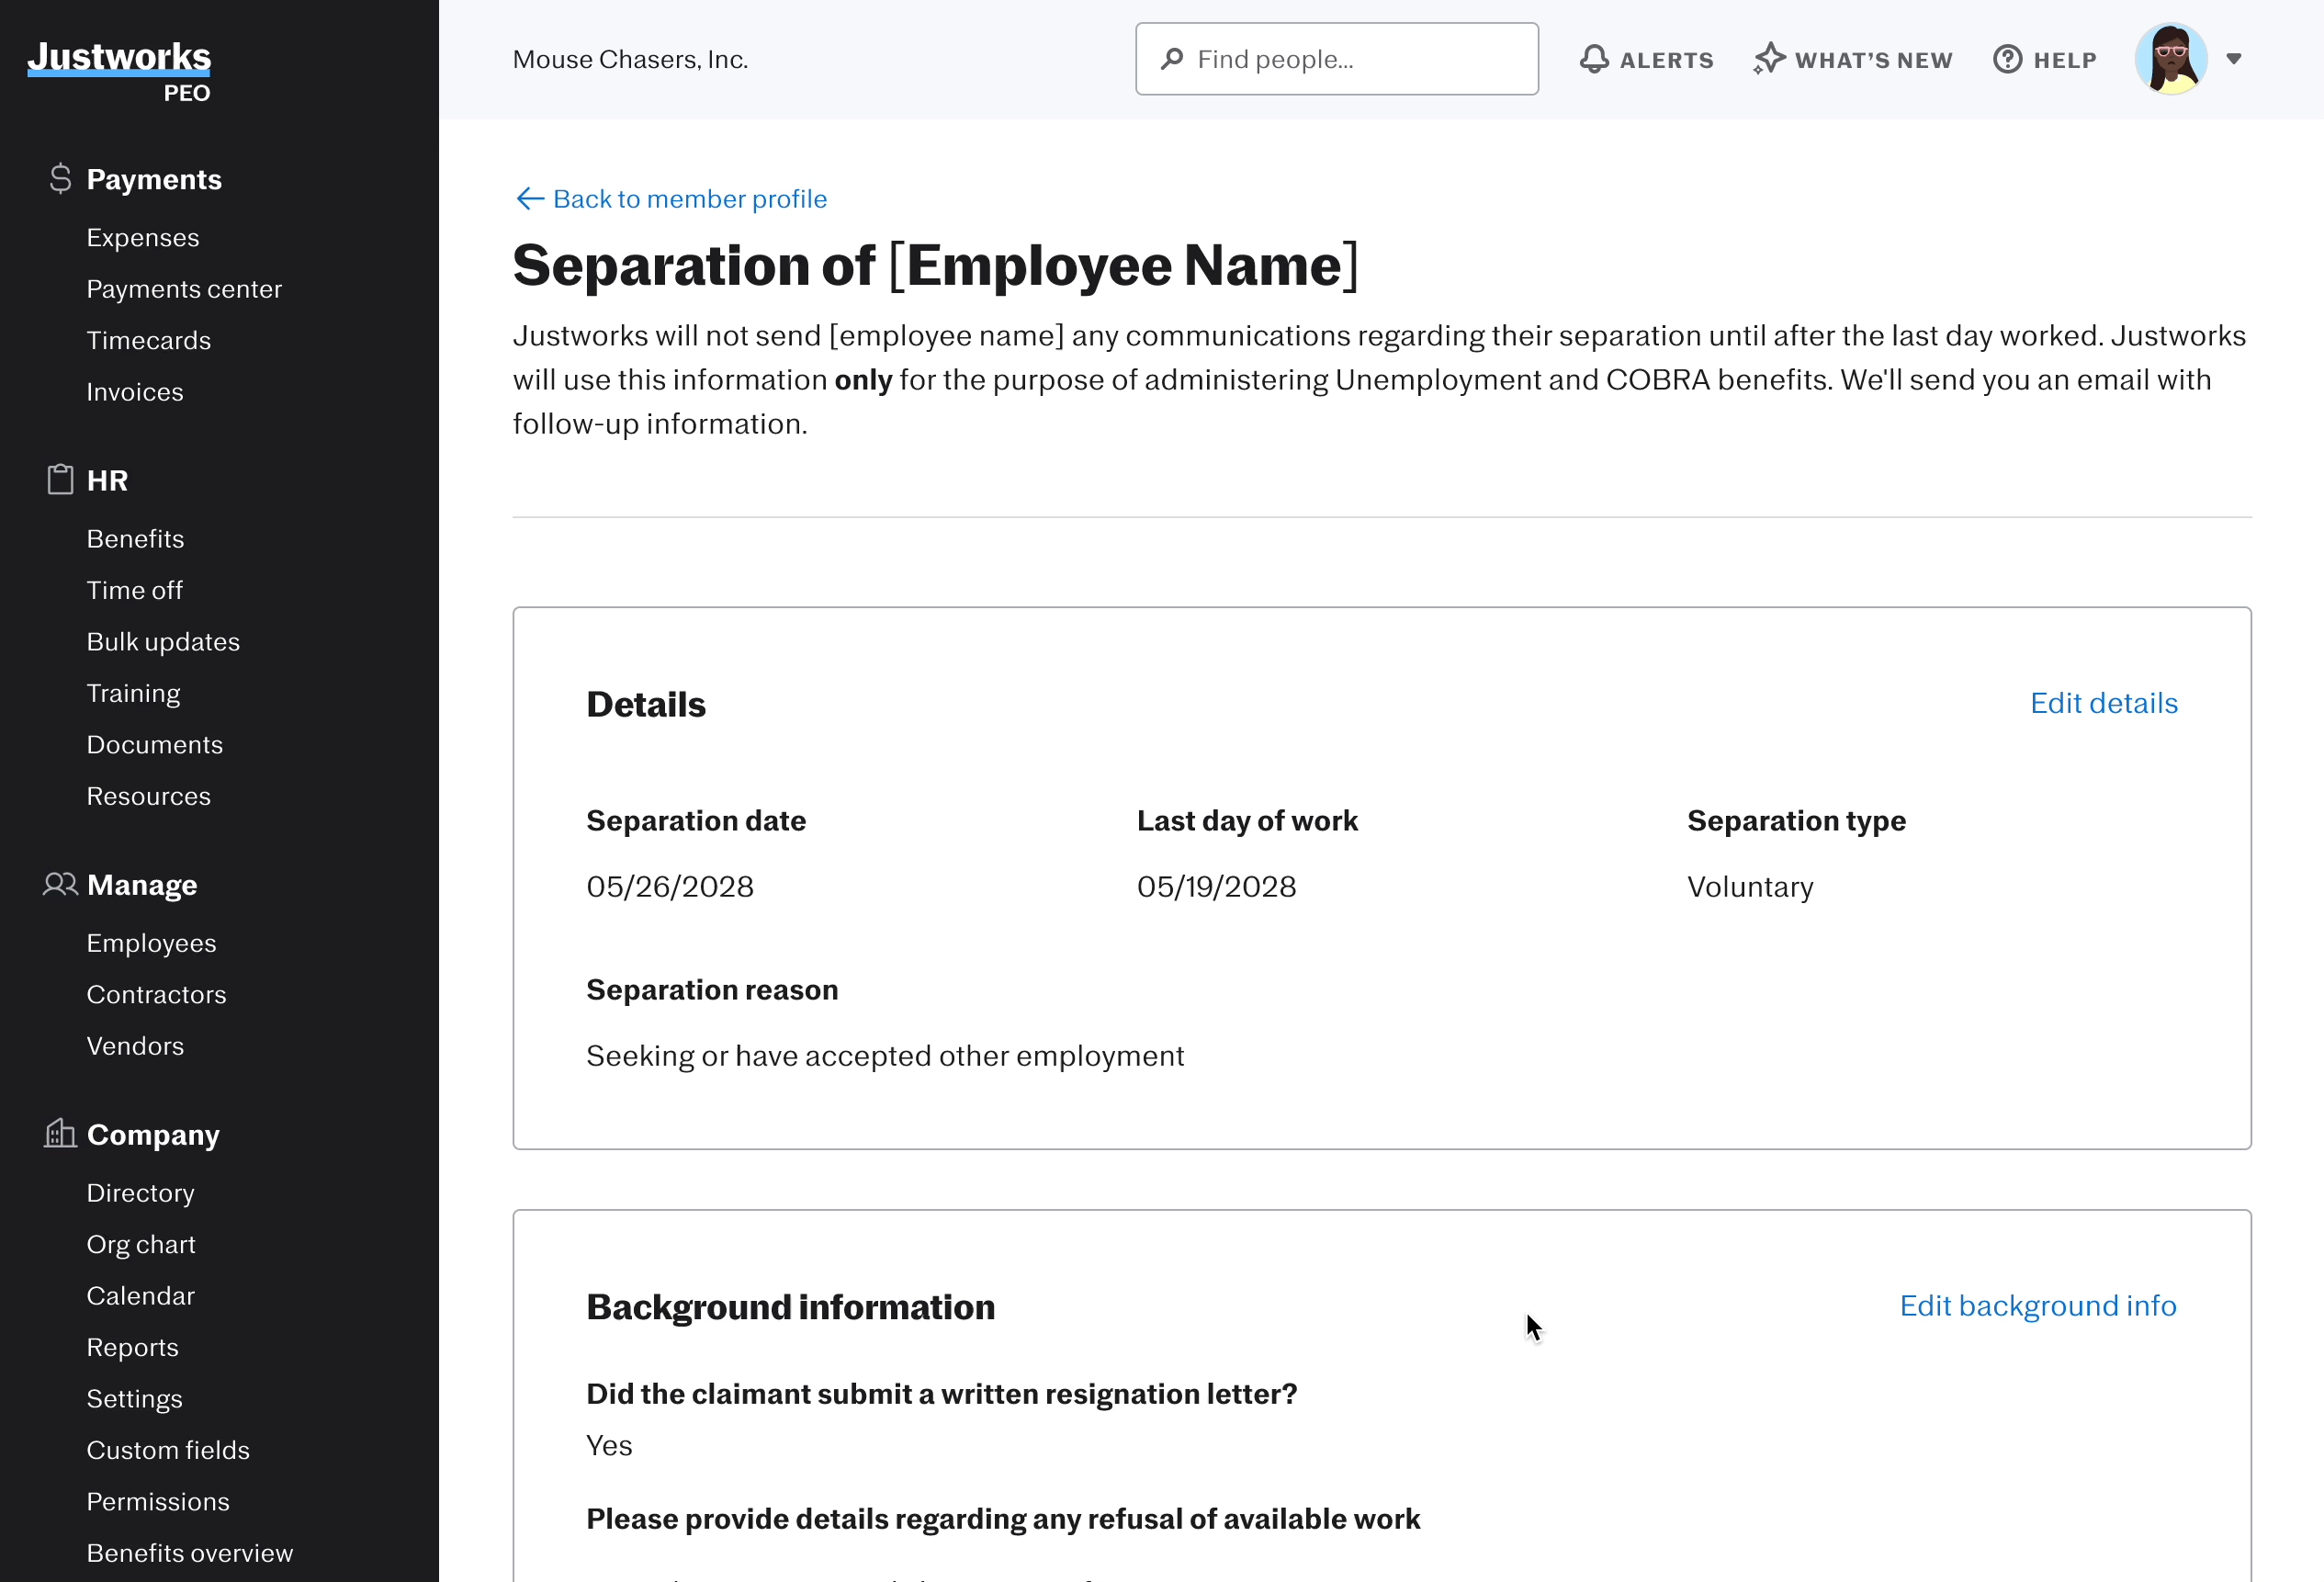 Justworks
PEO
Payments
Expenses
Payments center
Timecards
Invoices
HR
Benefits
Time off
Bulk updates
Training
Documents
Resources
Manage
Employees
Contractors
Vendors
Company
Directory
Org chart
Calendar
Reports
Settings
Custom fields
Permissions
Benefits overview
Mouse Chasers, Inc.
Find people...
ALERTS
WHAT'S NEW
HELP
Back to member profile
Separation of [Employee Name]
Justworks will not send [employee name] any communications regarding their separation until after the last day worked. Justworks
will use this information only for the purpose of administering Unemployment and COBRA benefits. We'll send you an email with
follow-up information.
Details
Edit details
Separation date
Last day of work
Separation type
05/26/2028
05/19/2028
Voluntary
Separation reason
Seeking or have accepted other employment
Background information
Edit background info
Did the claimant submit a written resignation letter?
Yes
Please provide details regarding any refusal of available work